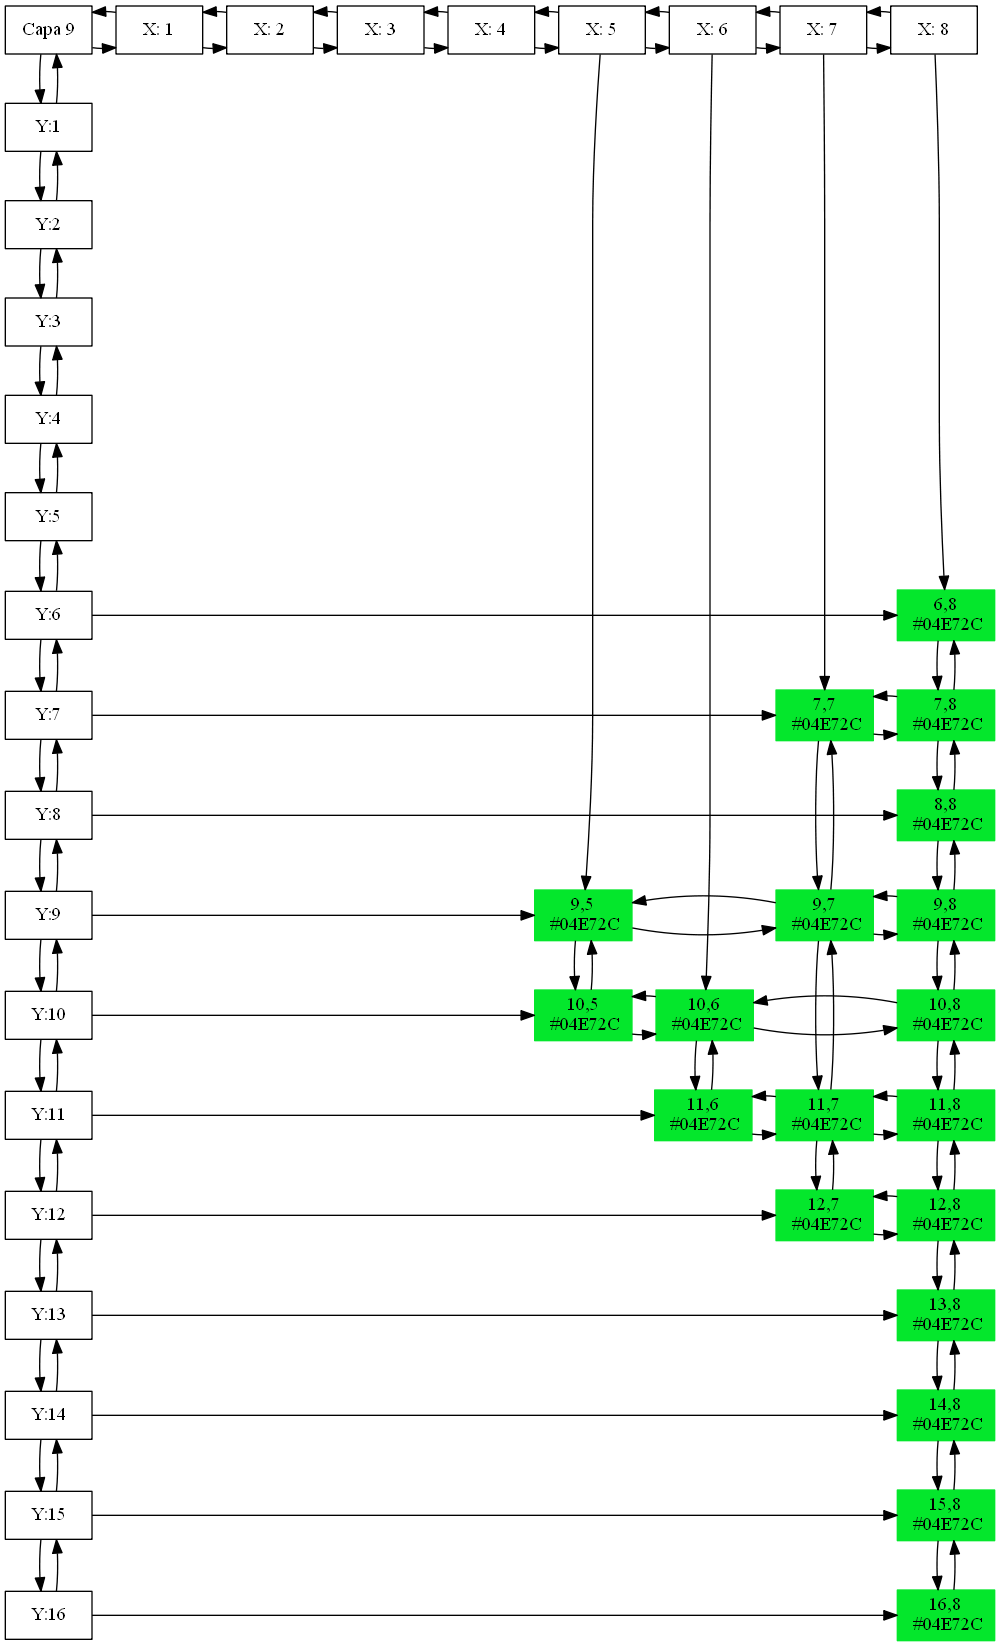 Capa 9
X: 1
X: 2
X: 3
X: 4
X: 5
X: 6
X: 7
X: 8
Y:1
Y:2
Y:3
Y:4
Y:5
Y:6
6,8
#04E72C
Y:7
7,7
#04E72C
7,8
#04E72C
Y:8
8,8
#04E72C
Y:9
9,5
#04E72C
9,7
#04E72C
9,8
#04E72C
Y:10
10,5
#04E72C
10,6
#04E72C
10,8
#04E72C
Y:11
11,6
#04E72C
11,7
#04E72C
11,8
#04E72C
Y:12
12,7
#04E72C
12,8
#04E72C
Y:13
13,8
#04E72C
Y:14
14,8
#04E72C
Y:15
15,8
#04E72C
Y:16
16,8
#04E72C